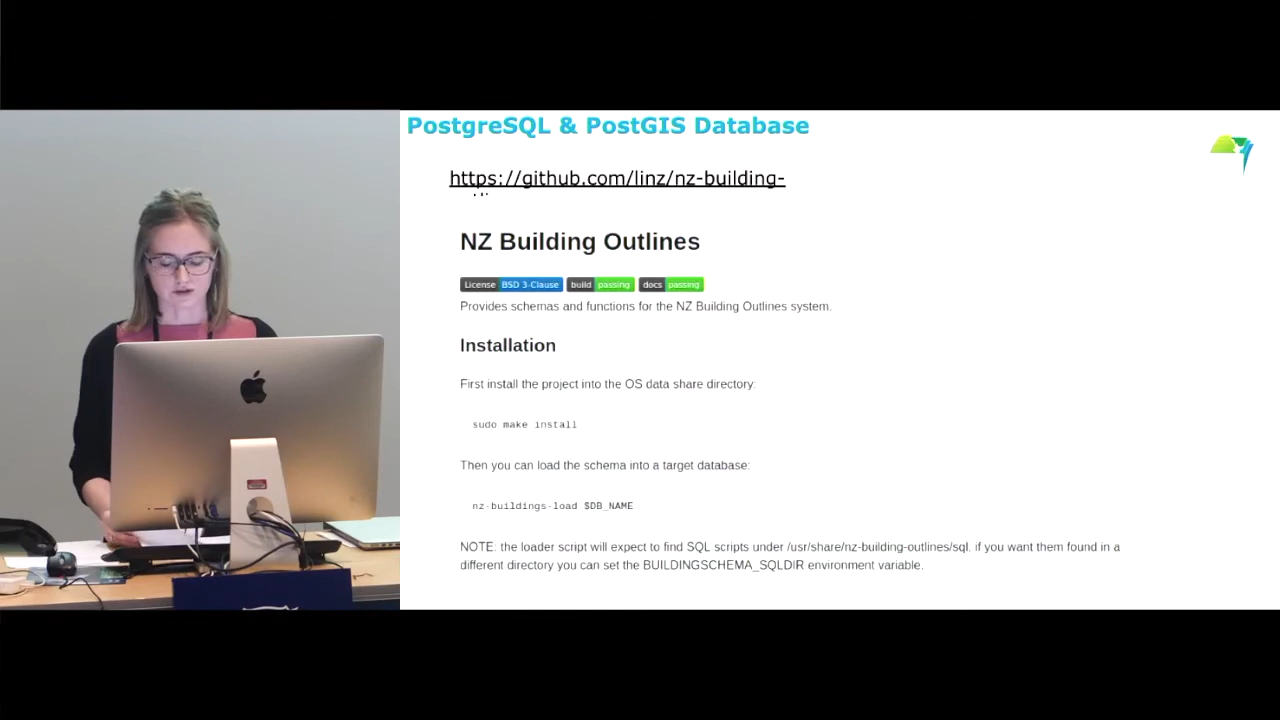 PostgreSQL & PostGIS Database
https://github.com/linz/nz-building-
NZ Building Outlines
License BSD 3-Clause build passing docs passing
Provides schemas and functions for the NZ Building Outlines system.
Installation
First install the project into the OS data share directory:
sudo make install
Then you can load the schema into a target database:
nz-buildings-load $DB_NAME
NOTE: the loader script will expect to find SQL scripts under /usr/share/nz-building-outlines/sql, if you want them found in a
different directory you can set the BUILDINGSCHEMA_SQLDIR environment variable.